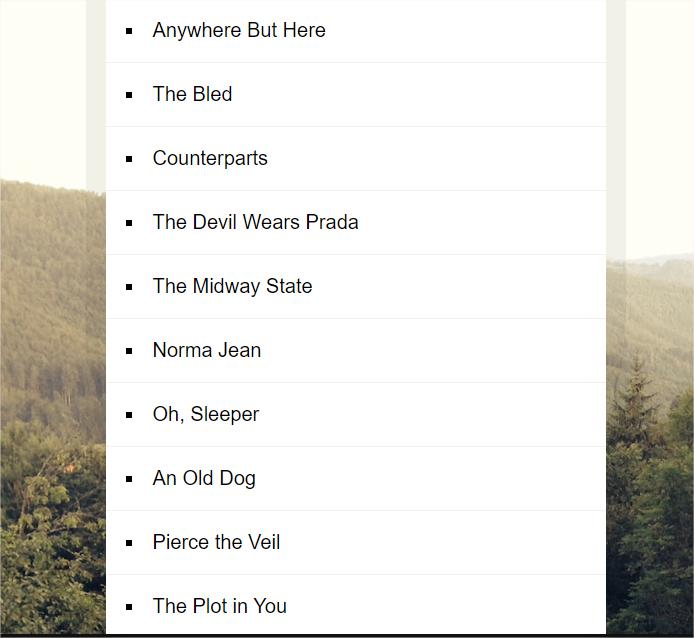 Anywhere But Here
The Bled
Counterparts
The Devil Wears Prada
The Midway State
Norma Jean
Oh, Sleeper
An Old Dog
Pierce the Veil
The Plot in You